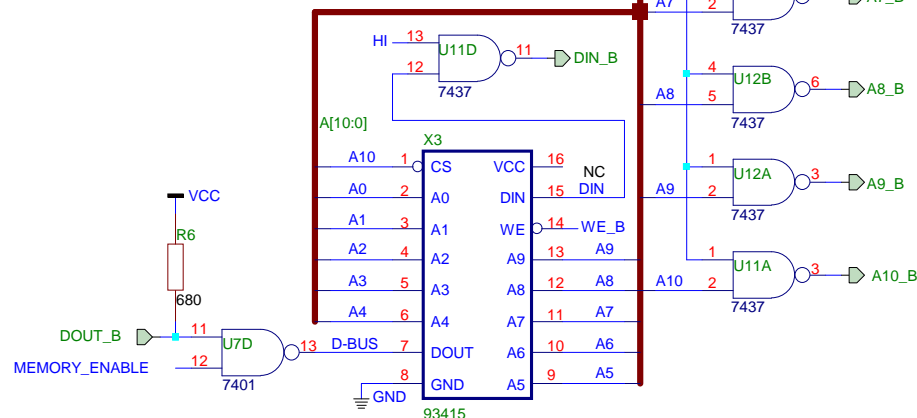 A7 2 A7_B
7437
HI 13 U11D 11 DIN_B
12
7437
4 U12B 6 A8_B
A8 5
7437
A[10:0]
X3
A10 1 CS VCC 16
NC
A0 2 A0 DIN 15 DIN
A1 3 A1 WE 14 WE_B
A2 4 A2 A9 13 A9
A3 5 A3 A8 12 A8
A4 6 A4 A7 11 A7
D-BUS 7 DOUT A6 10 A6
8 GND A5 9 A5
GND
93415
1 U12A 3 A9_B
A9 2
7437
1 U11A 3 A10_B
A10 2
7437
VCC
R6
680
DOUT_B 11 U7D 13
MEMORY_ENABLE 12
7401